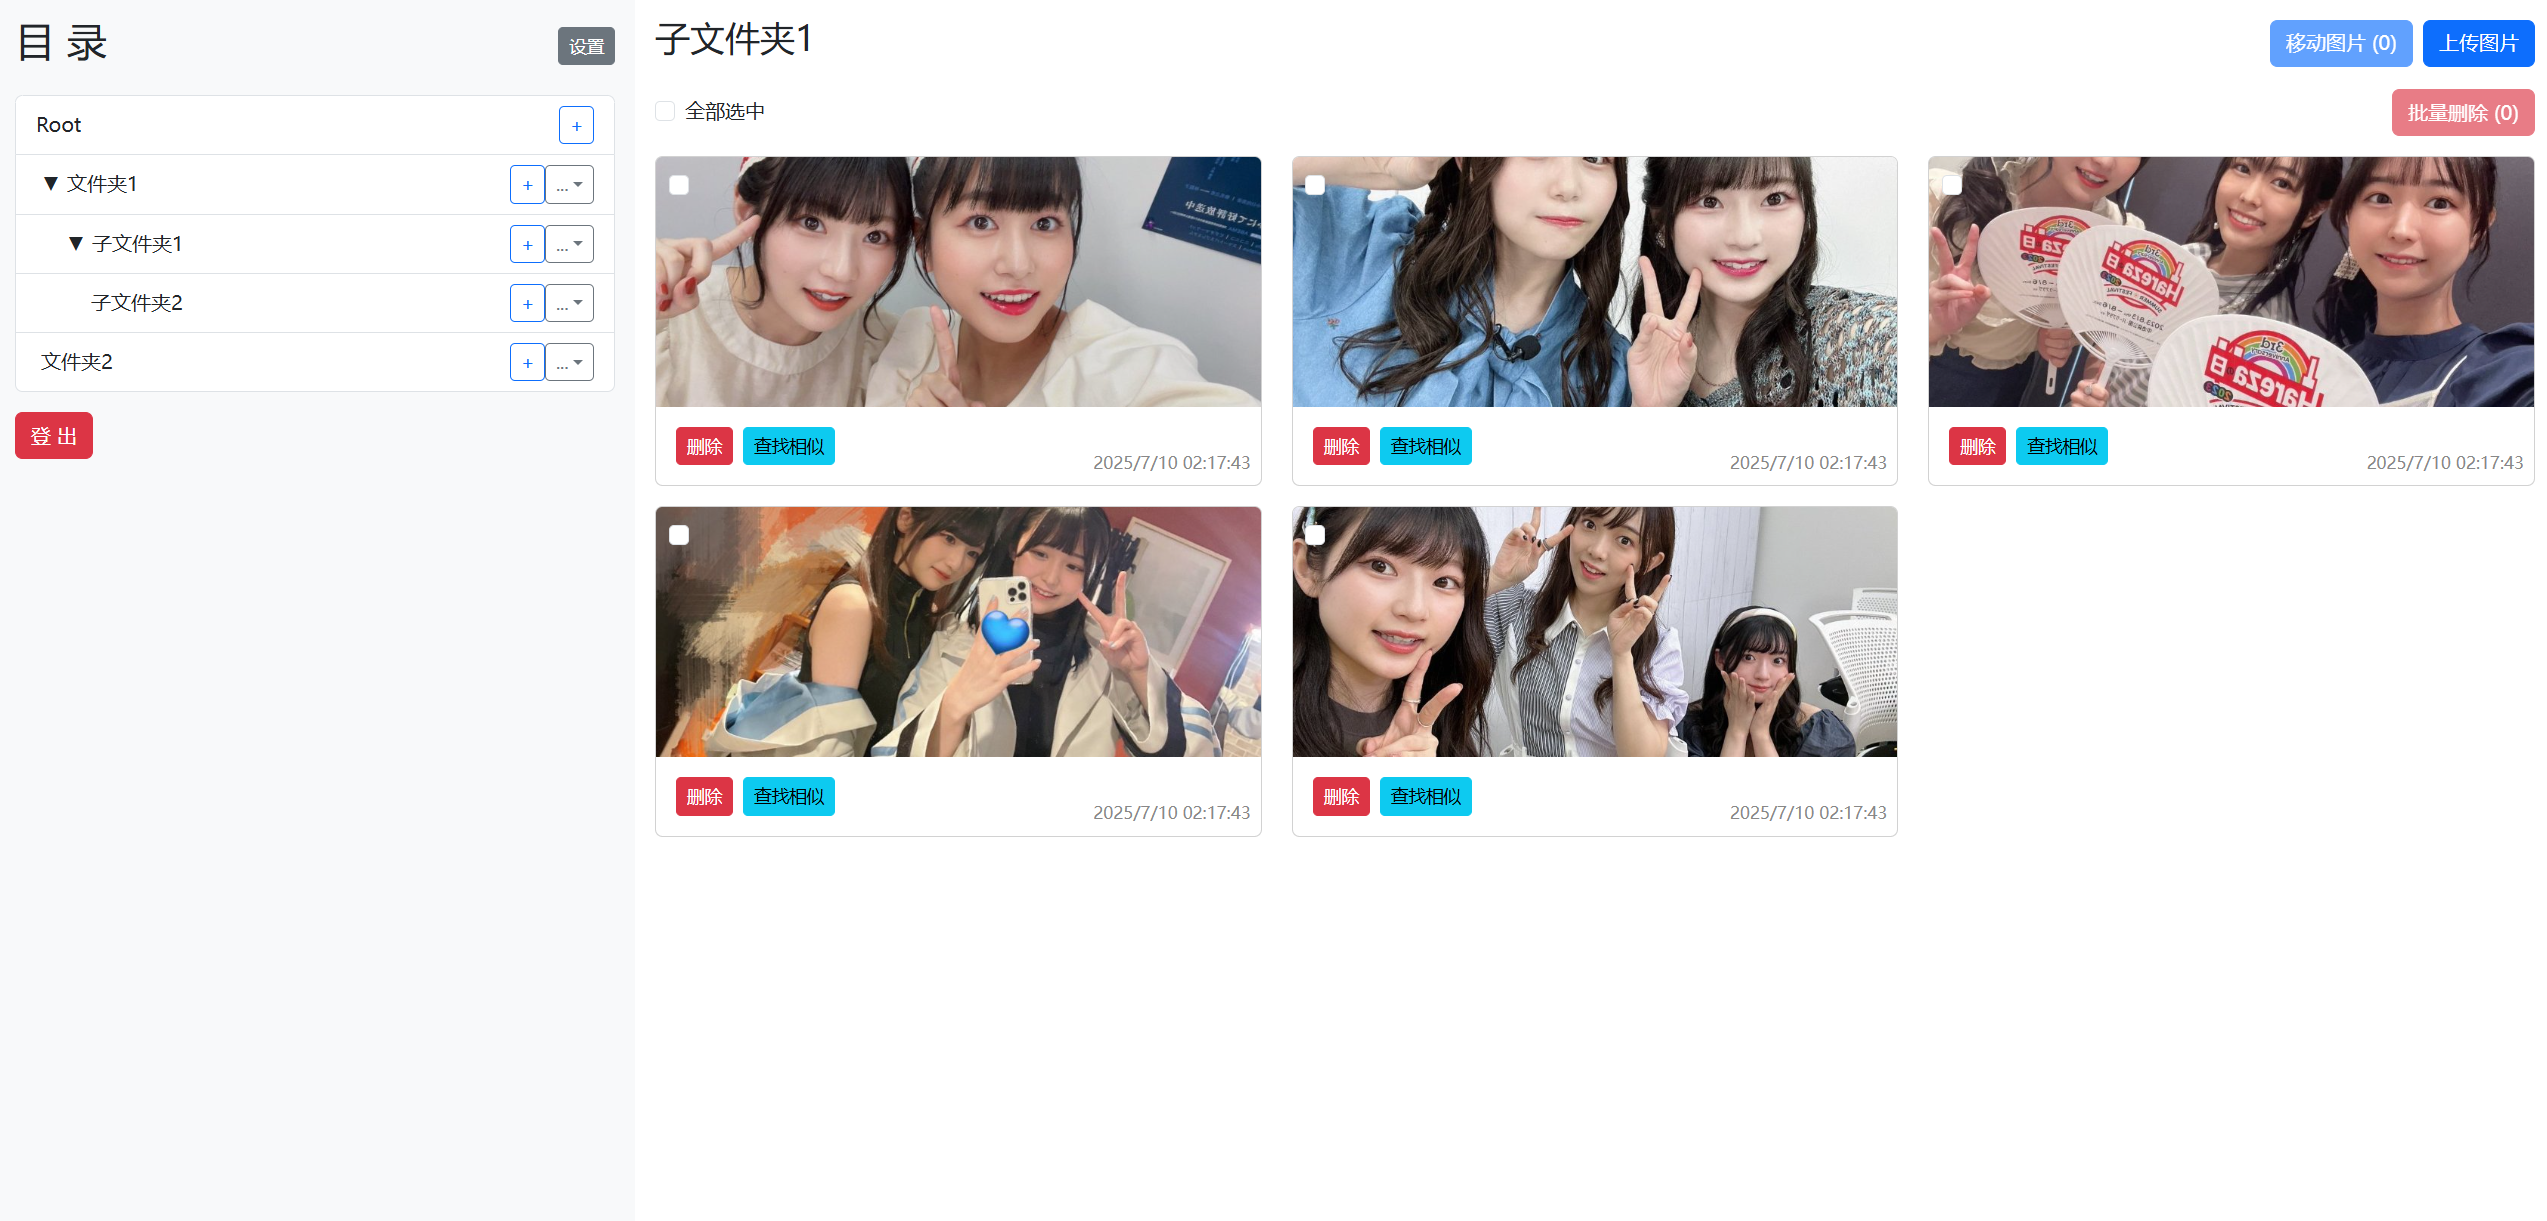 目 录
设置
Root
+
▼ 文件夹1
+
...
▼ 子文件夹1
+
...
子文件夹2
+
...
文件夹2
+
...
登 出
子文件夹1
移动图片 (0)
上传图片
全部选中
批量删除 (0)
3rd
Hareza
删除
查找相似
2025/7/10 02:17:43
删除
查找相似
2025/7/10 02:17:43
删除
查找相似
2025/7/10 02:17:43
删除
查找相似
2025/7/10 02:17:43
删除
查找相似
2025/7/10 02:17:43